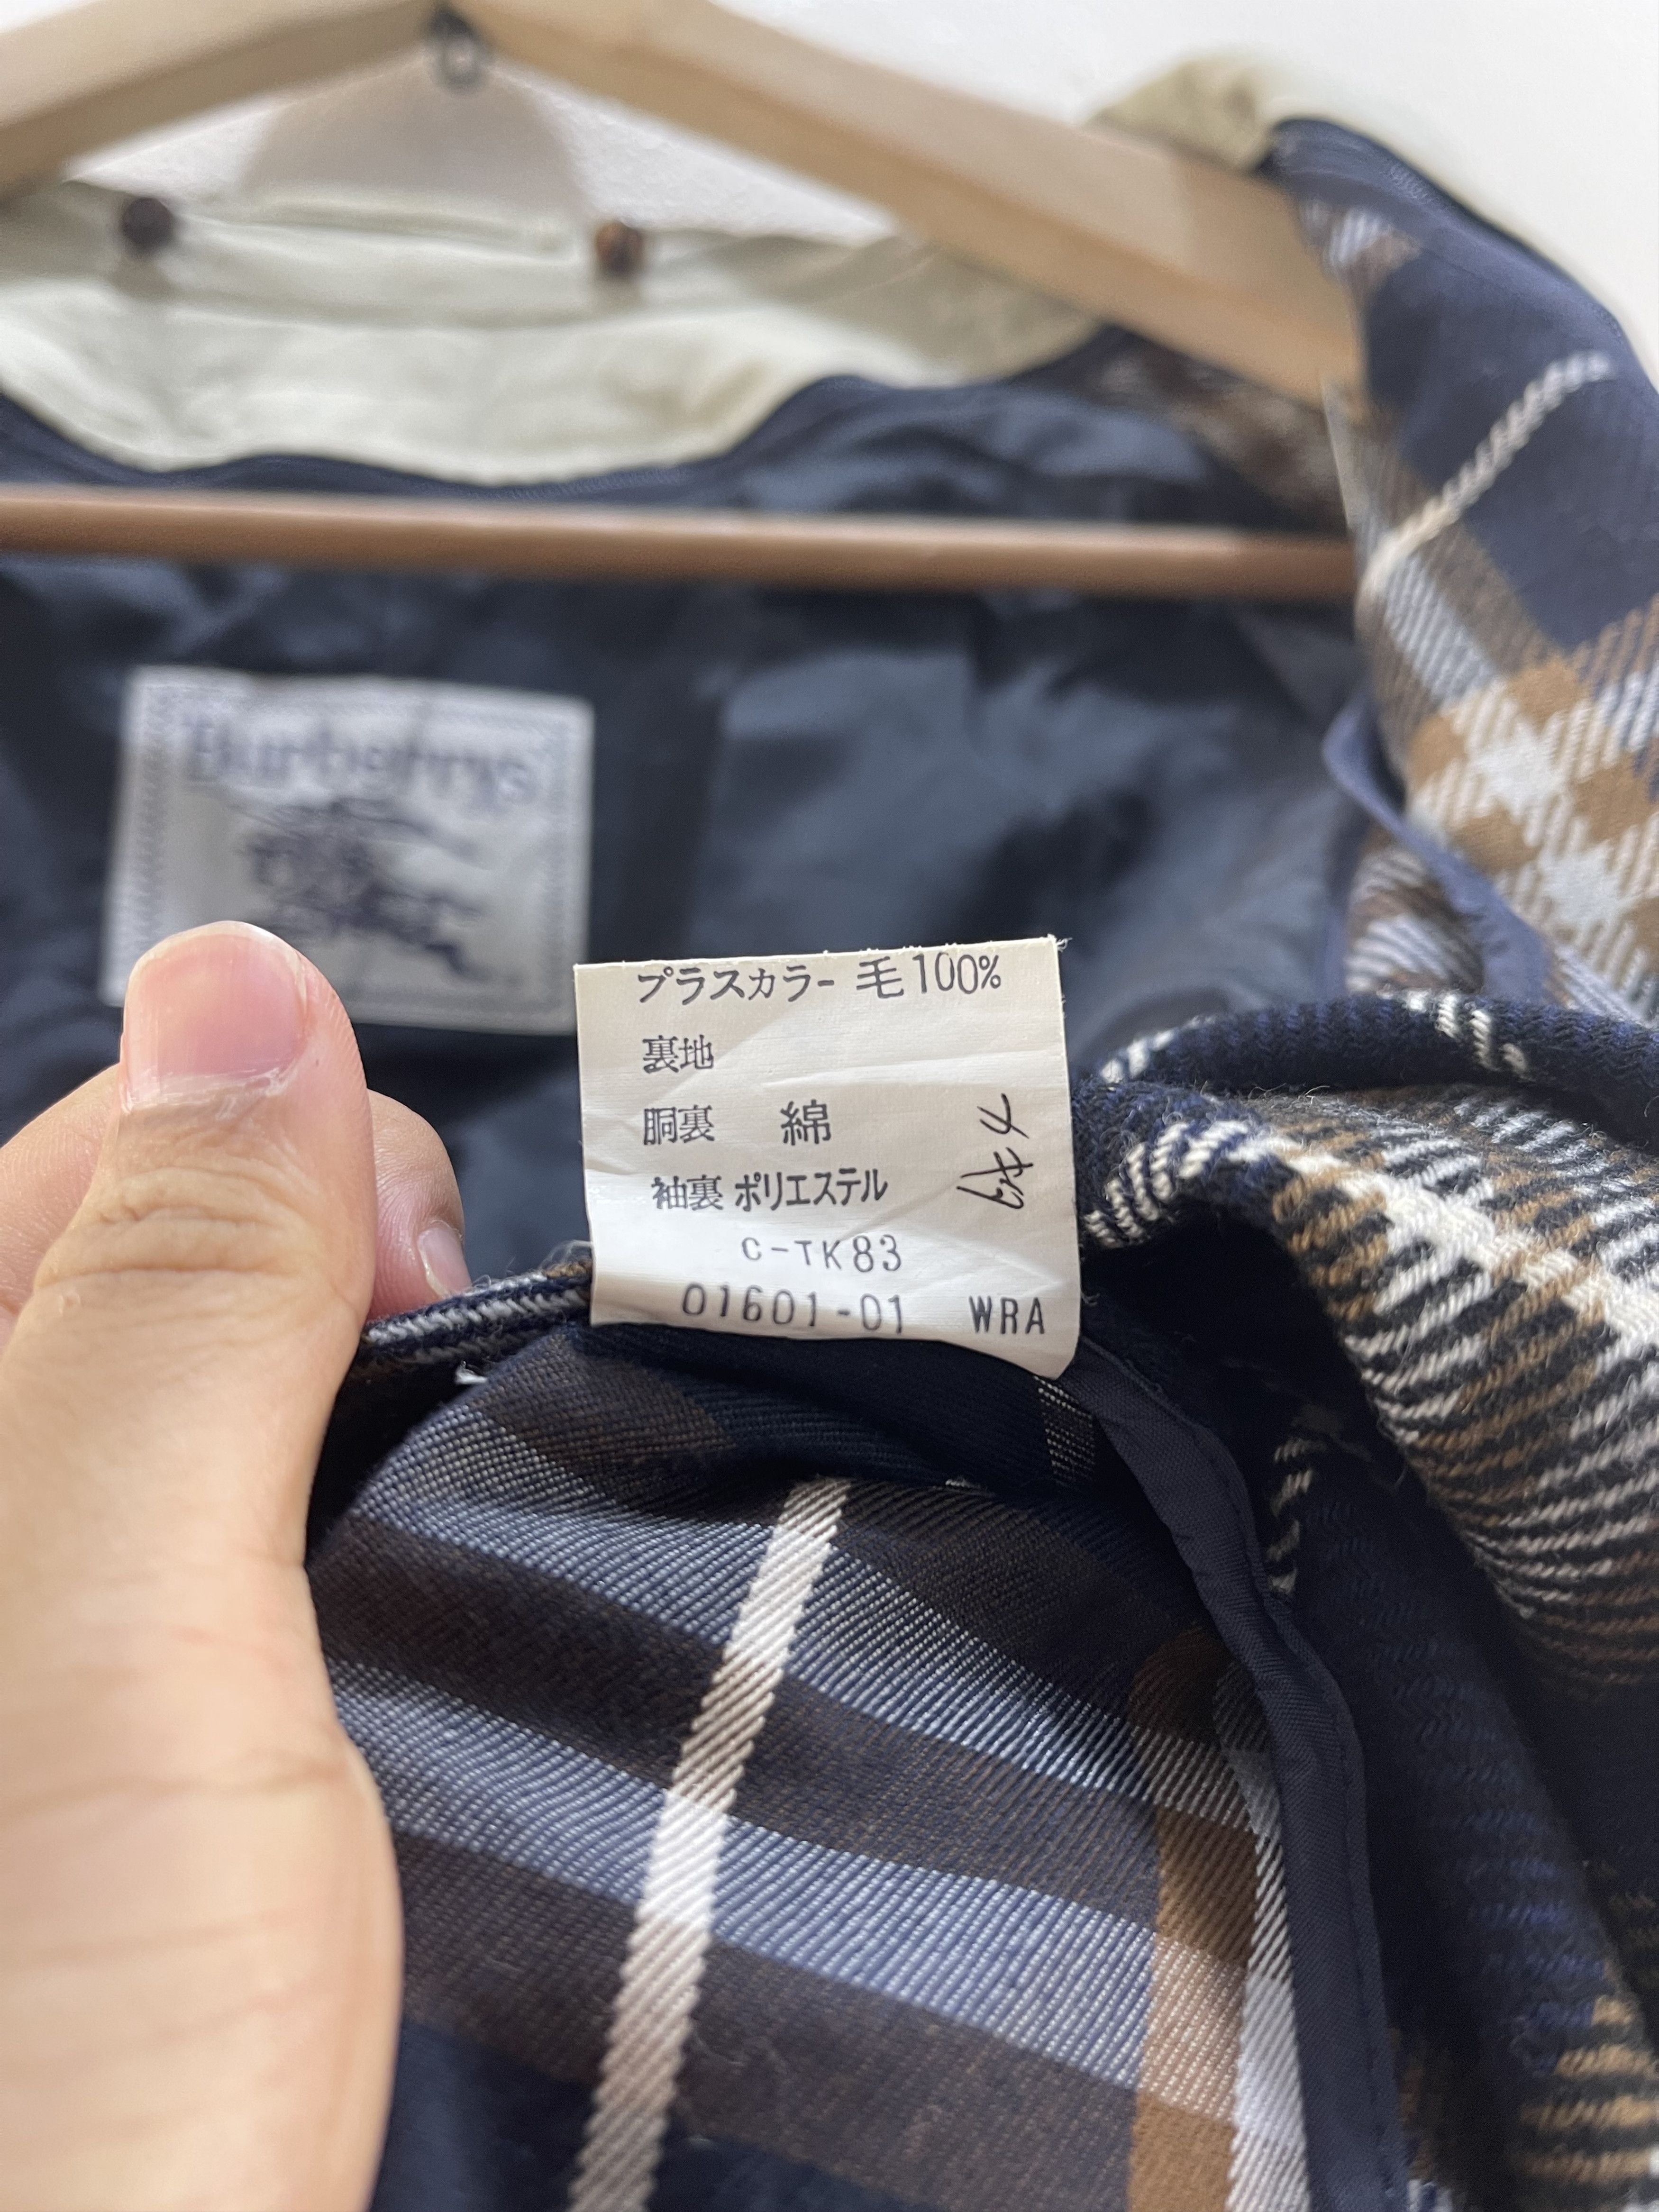 Burberrys
プラスカラー 毛100%
裏地
胴裏 綿
袖裏 ポリエステル
C-TK83
01601-01 WRA